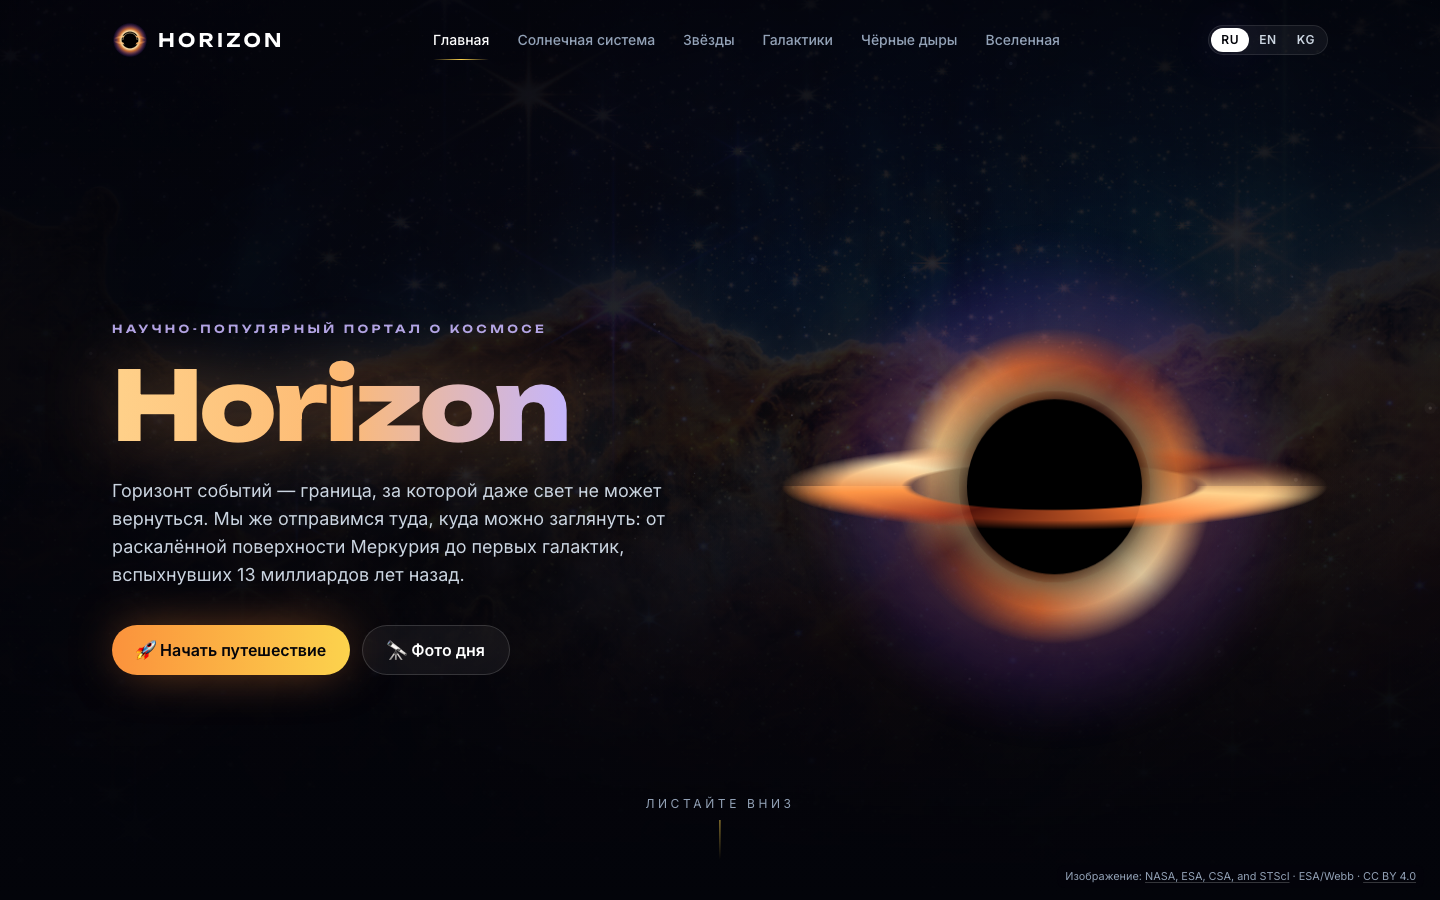 HORIZON
Главная
Солнечная система
Звёзды
Галактики
Чёрные дыры
Вселенная
RU
EN
KG
НАУЧНО-ПОПУЛЯРНЫЙ ПОРТАЛ О КОСМОСЕ
Horizon
Горизонт событий — граница, за которой даже свет не может
вернуться. Мы же отправимся туда, куда можно заглянуть: от
раскалённой поверхности Меркурия до первых галактик,
вспыхнувших 13 миллиардов лет назад.
Начать путешествие
Фото дня
ЛИСТАЙТЕ ВНИЗ
Изображение: NASA, ESA, CSA, and STScI · ESA/Webb · CC BY 4.0